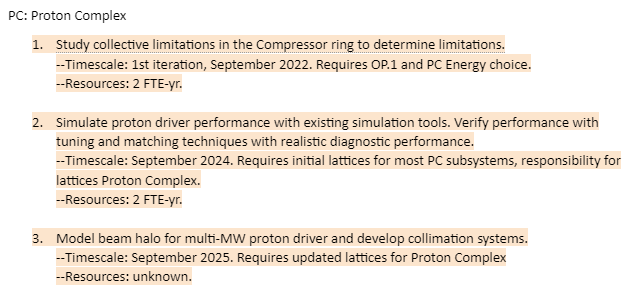 PC: Proton Complex
1. Study collective limitations in the Compressor ring to determine limitations.
--Timescale: 1st iteration, September 2022. Requires OP.1 and PC Energy choice.
--Resources: 2 FTE-yr.
2. Simulate proton driver performance with existing simulation tools. Verify performance with
tuning and matching techniques with realistic diagnostic performance.
--Timescale: September 2024. Requires initial lattices for most PC subsystems, responsibility for
lattices Proton Complex.
--Resources: 2 FTE-yr.
3. Model beam halo for multi-MW proton driver and develop collimation systems.
--Timescale: September 2025. Requires updated lattices for Proton Complex
--Resources: unknown.